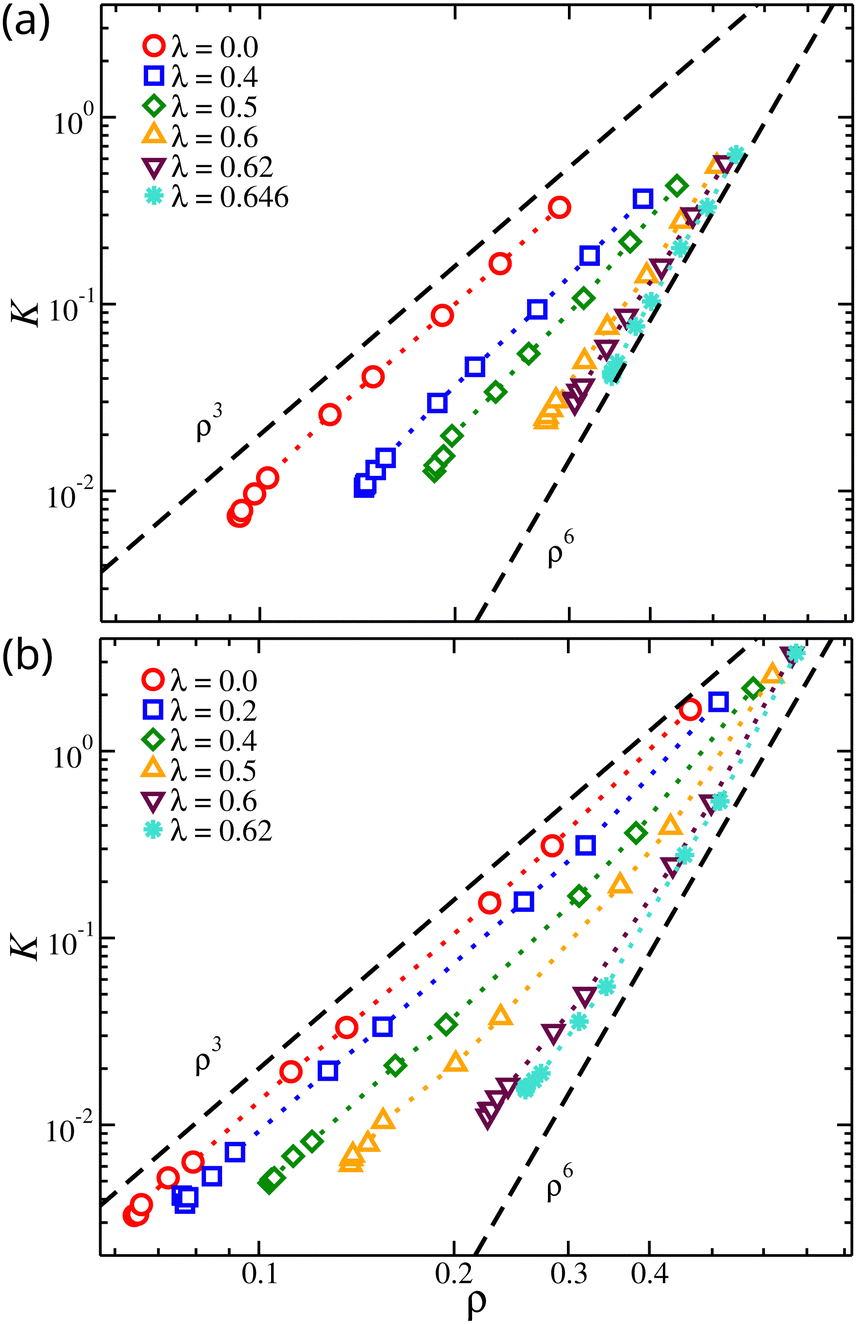 (a)
λ = 0.0
λ = 0.4
λ = 0.5
λ = 0.6
λ = 0.62
λ = 0.646
10^0
10^-1
10^-2
K
ρ^3
ρ^6
(b)
λ = 0.0
λ = 0.2
λ = 0.4
λ = 0.5
λ = 0.6
λ = 0.62
10^0
10^-1
10^-2
K
ρ^3
ρ^6
0.1 0.2 0.3 0.4
ρ